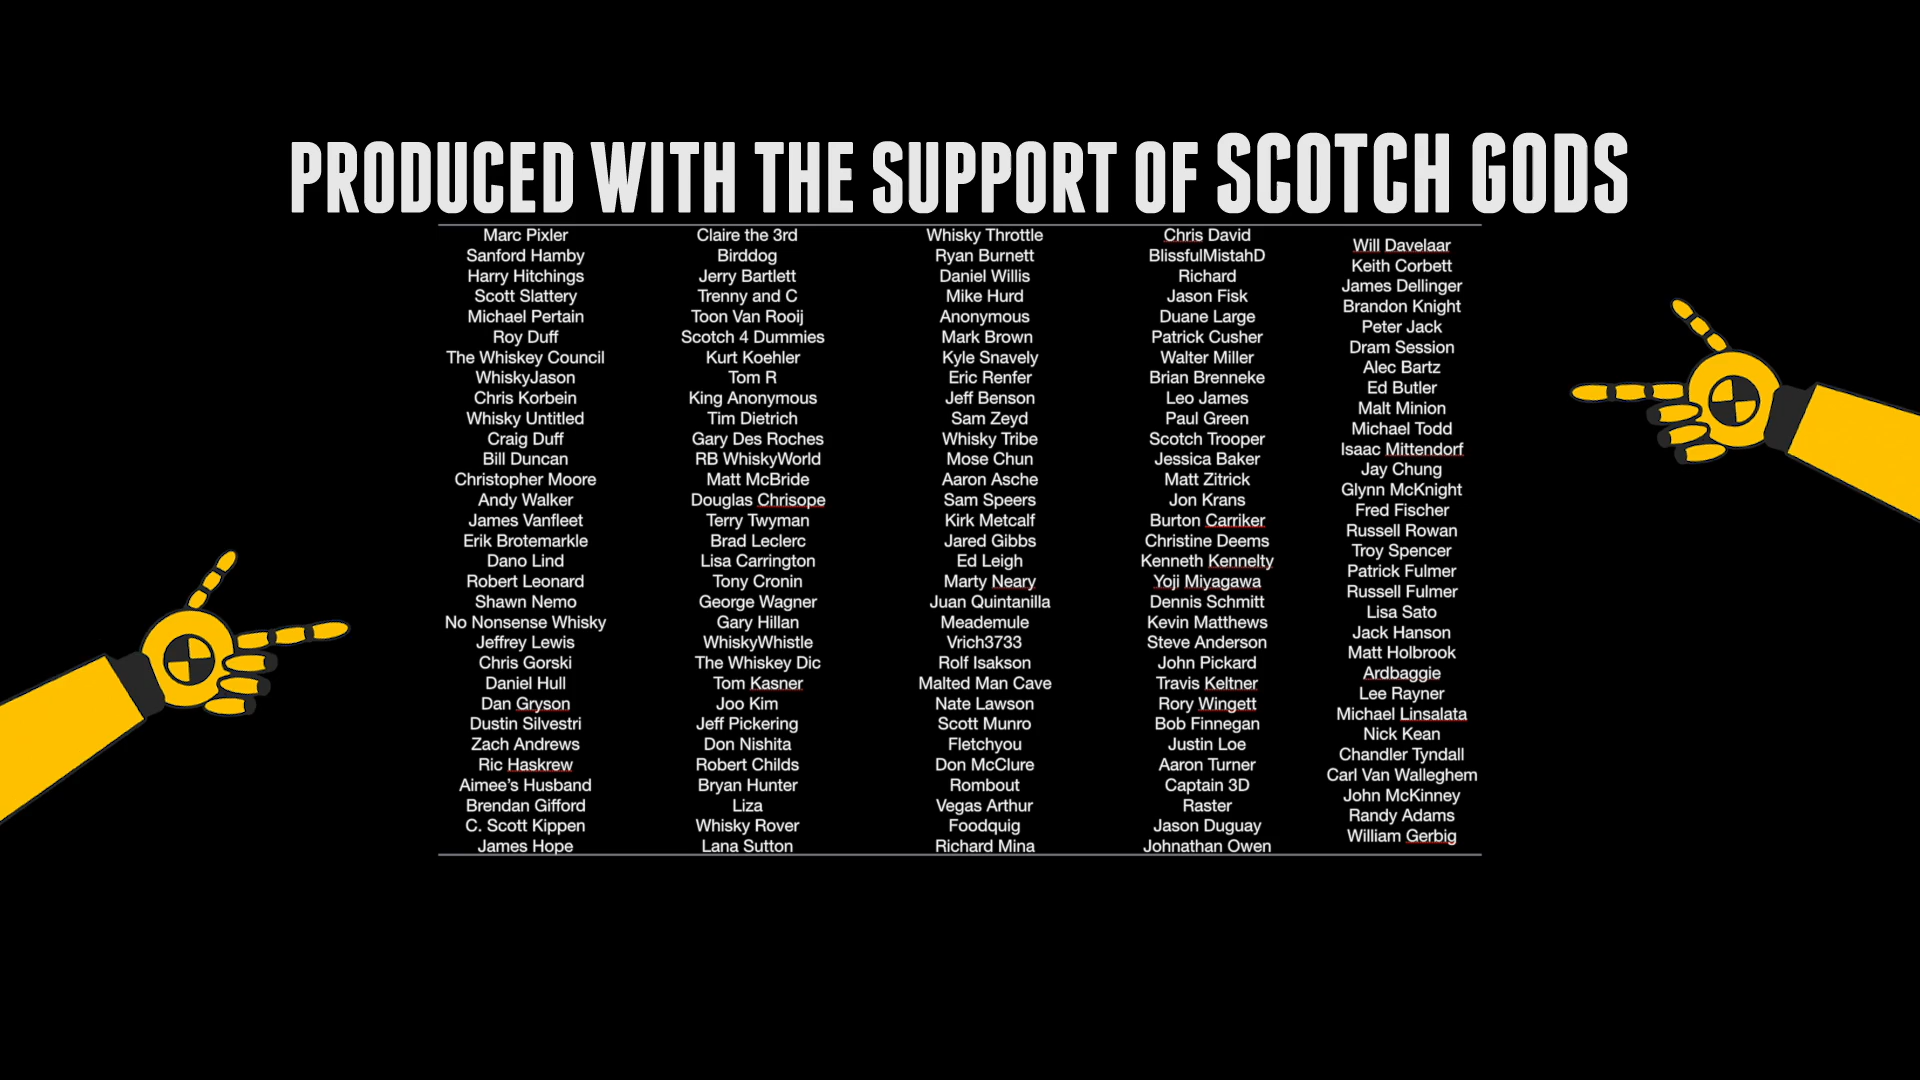 PRODUCED WITH THE SUPPORT OF SCOTCH GODS
Marc Pixler
Sanford Hamby
Harry Hitchings
Scott Slattery
Michael Pertain
Roy Duff
The Whiskey Council
WhiskyJason
Chris Korbein
Whisky Untitled
Craig Duff
Bill Duncan
Christopher Moore
Andy Walker
James Vanfleet
Erik Brotemarkle
Dano Lind
Robert Leonard
Shawn Nemo
No Nonsense Whisky
Jeffrey Lewis
Chris Gorski
Daniel Hull
Dan Gryson
Dustin Silvestri
Zach Andrews
Ric Haskrew
Aimee’s Husband
Brendan Gifford
C. Scott Kippen
James Hope
Claire the 3rd
Birddog
Jerry Bartlett
Trenny and C
Toon Van Rooij
Scotch 4 Dummies
Kurt Koehler
Tom R
King Anonymous
Tim Dietrich
Gary Des Roches
RB WhiskyWorld
Matt McBride
Douglas Chrisope
Terry Twyman
Brad Leclerc
Lisa Carrington
Tony Cronin
George Wagner
Gary Hillan
WhiskyWhistle
The Whiskey Dic
Tom Kasner
Joo Kim
Jeff Pickering
Don Nishita
Robert Childs
Bryan Hunter
Liza
Whisky Rover
Lana Sutton
Whisky Throttle
Ryan Burnett
Daniel Willis
Mike Hurd
Anonymous
Mark Brown
Kyle Snavely
Eric Renfer
Jeff Benson
Sam Zeyd
Whisky Tribe
Mose Chun
Aaron Asche
Sam Speers
Kirk Metcalf
Jared Gibbs
Ed Leigh
Marty Neary
Juan Quintanilla
Meademule
Vrich3733
Rolf Isakson
Malted Man Cave
Nate Lawson
Scott Munro
Fletchyou
Don McClure
Rombout
Vegas Arthur
Foodquig
Richard Mina
Chris David
BlissfulMistahD
Richard
Jason Fisk
Duane Large
Patrick Cusher
Walter Miller
Brian Brenneke
Leo James
Paul Green
Scotch Trooper
Jessica Baker
Matt Zitrick
Jon Krans
Burton Carriker
Christine Deems
Kenneth Kennelty
Yoji Miyagawa
Dennis Schmitt
Kevin Matthews
Steve Anderson
John Pickard
Travis Keltner
Rory Wingett
Bob Finnegan
Justin Loe
Aaron Turner
Captain 3D
Raster
Jason Duguay
Johnathan Owen
Will Davelaar
Keith Corbett
James Dellinger
Brandon Knight
Peter Jack
Dram Session
Alec Bartz
Ed Butler
Malt Minion
Michael Todd
Isaac Mittendorf
Jay Chung
Glynn McKnight
Fred Fischer
Russell Rowan
Troy Spencer
Patrick Fulmer
Russell Fulmer
Lisa Sato
Jack Hanson
Matt Holbrook
Ardbaggie
Lee Rayner
Michael Linsalata
Nick Kean
Chandler Tyndall
Carl Van Walleghem
John McKinney
Randy Adams
William Gerbig